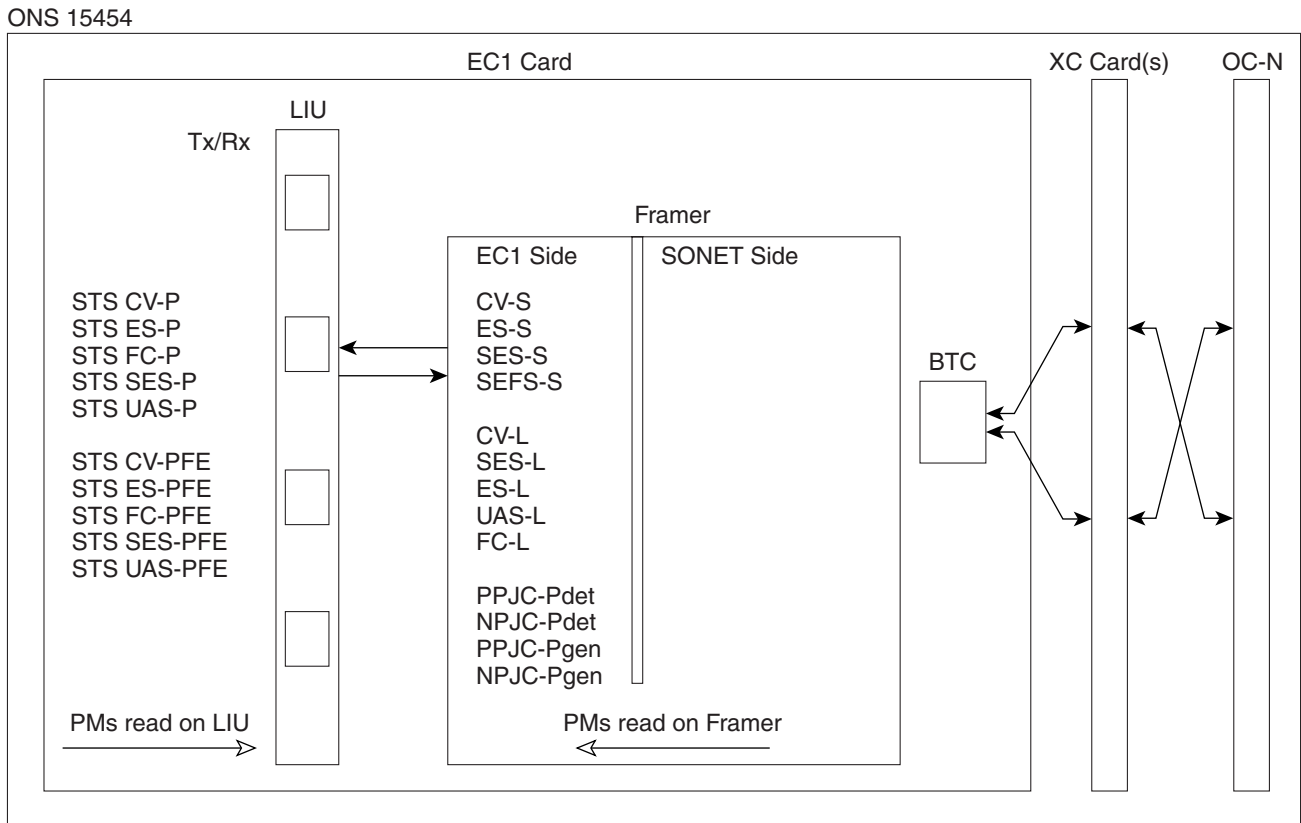 ONS 15454
EC1 Card
XC Card(s)
OC-N
LIU
Tx/Rx
Framer
EC1 Side
SONET Side
STS CV-P
STS ES-P
STS FC-P
STS SES-P
STS UAS-P
STS CV-PFE
STS ES-PFE
STS FC-PFE
STS SES-PFE
STS UAS-PFE
CV-S
ES-S
SES-S
SEFS-S
CV-L
SES-L
ES-L
UAS-L
FC-L
PPJC-Pdet
NPJC-Pdet
PPJC-Pgen
NPJC-Pgen
BTC
PMs read on LIU
PMs read on Framer